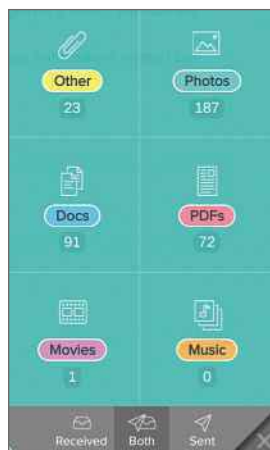 Other Photos
23 187
Docs PDFs
91 72
Movies Music
1 0
Received Both Sent